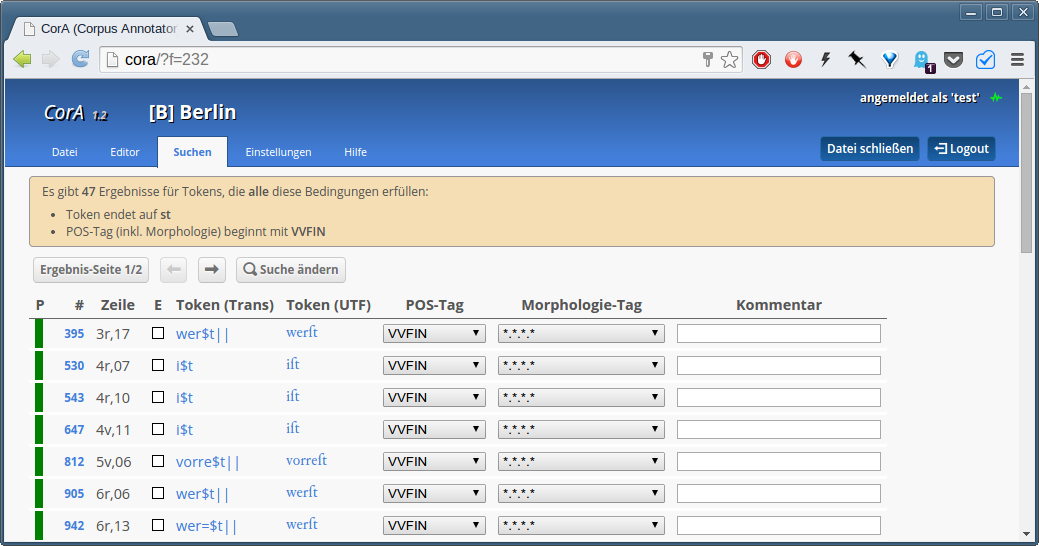 CorA (Corpus Annotator
cora/?f=232
1
CorA 1.2 [B] Berlin angemeldet als 'test'
Datei Editor Suchen Einstellungen Hilfe Datei schließen Logout
Es gibt 47 Ergebnisse für Tokens, die alle diese Bedingungen erfüllen:
• Token endet auf st
• POS-Tag (inkl. Morphologie) beginnt mit VVFIN
Ergebnis-Seite 1/2 ← → Suche ändern
P # Zeile E Token (Trans) Token (UTF) POS-Tag Morphologie-Tag Kommentar
395 3r,17 wer$t|| werſt VVFIN *.*.*.*
530 4r,07 i$t iſt VVFIN *.*.*.*
543 4r,10 i$t iſt VVFIN *.*.*.*
647 4v,11 i$t iſt VVFIN *.*.*.*
812 5v,06 vorre$t|| vorreſt VVFIN *.*.*.*
905 6r,06 wer$t|| werſt VVFIN *.*.*.*
942 6r,13 wer=$t|| werſt VVFIN *.*.*.*